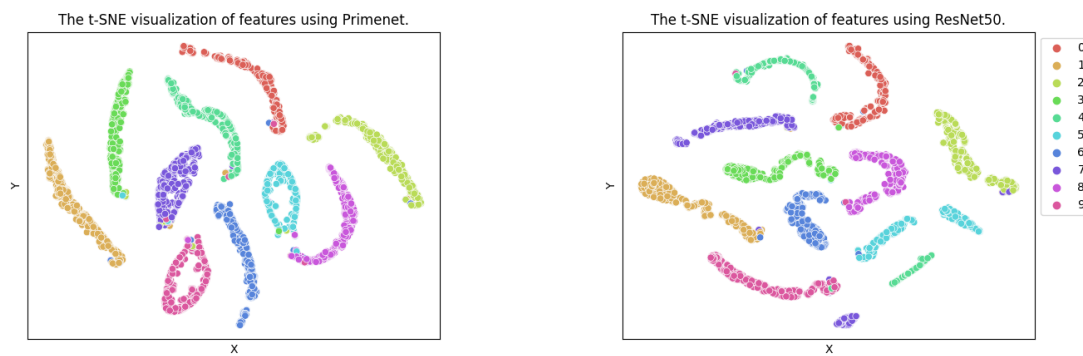 The t-SNE visualization of features using Primenet.
Y
X
The t-SNE visualization of features using ResNet50.
Y
X
0
1
2
3
4
5
6
7
8
9